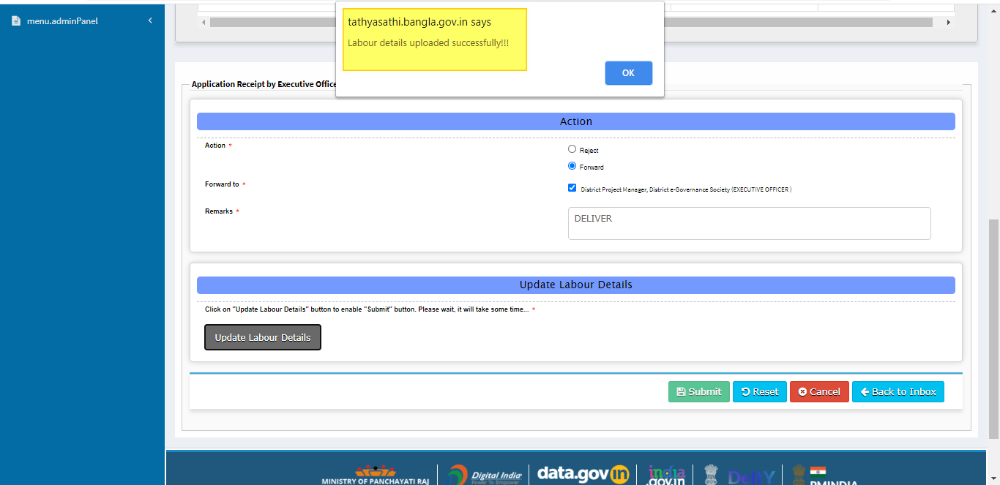 menu.adminPanel
tathyasathi.bangla.gov.in says
Labour details uploaded successfully!!!
OK
Application Receipt by Executive Office
Action
Action *
Reject
Forward
Forward to *
District Project Manager, District e-Governance Society (EXECUTIVE OFFICER )
Remarks *
DELIVER
Update Labour Details
Click on "Update Labour Details" button to enable "Submit" button. Please wait, it will take some time... *
Update Labour Details
Submit Reset Cancel Back to Inbox
MINISTRY OF PANCHAYATI RAJ
Digital India
Power To Empower
data.gov in
india
.gov.in
DeitY
PMINDIA